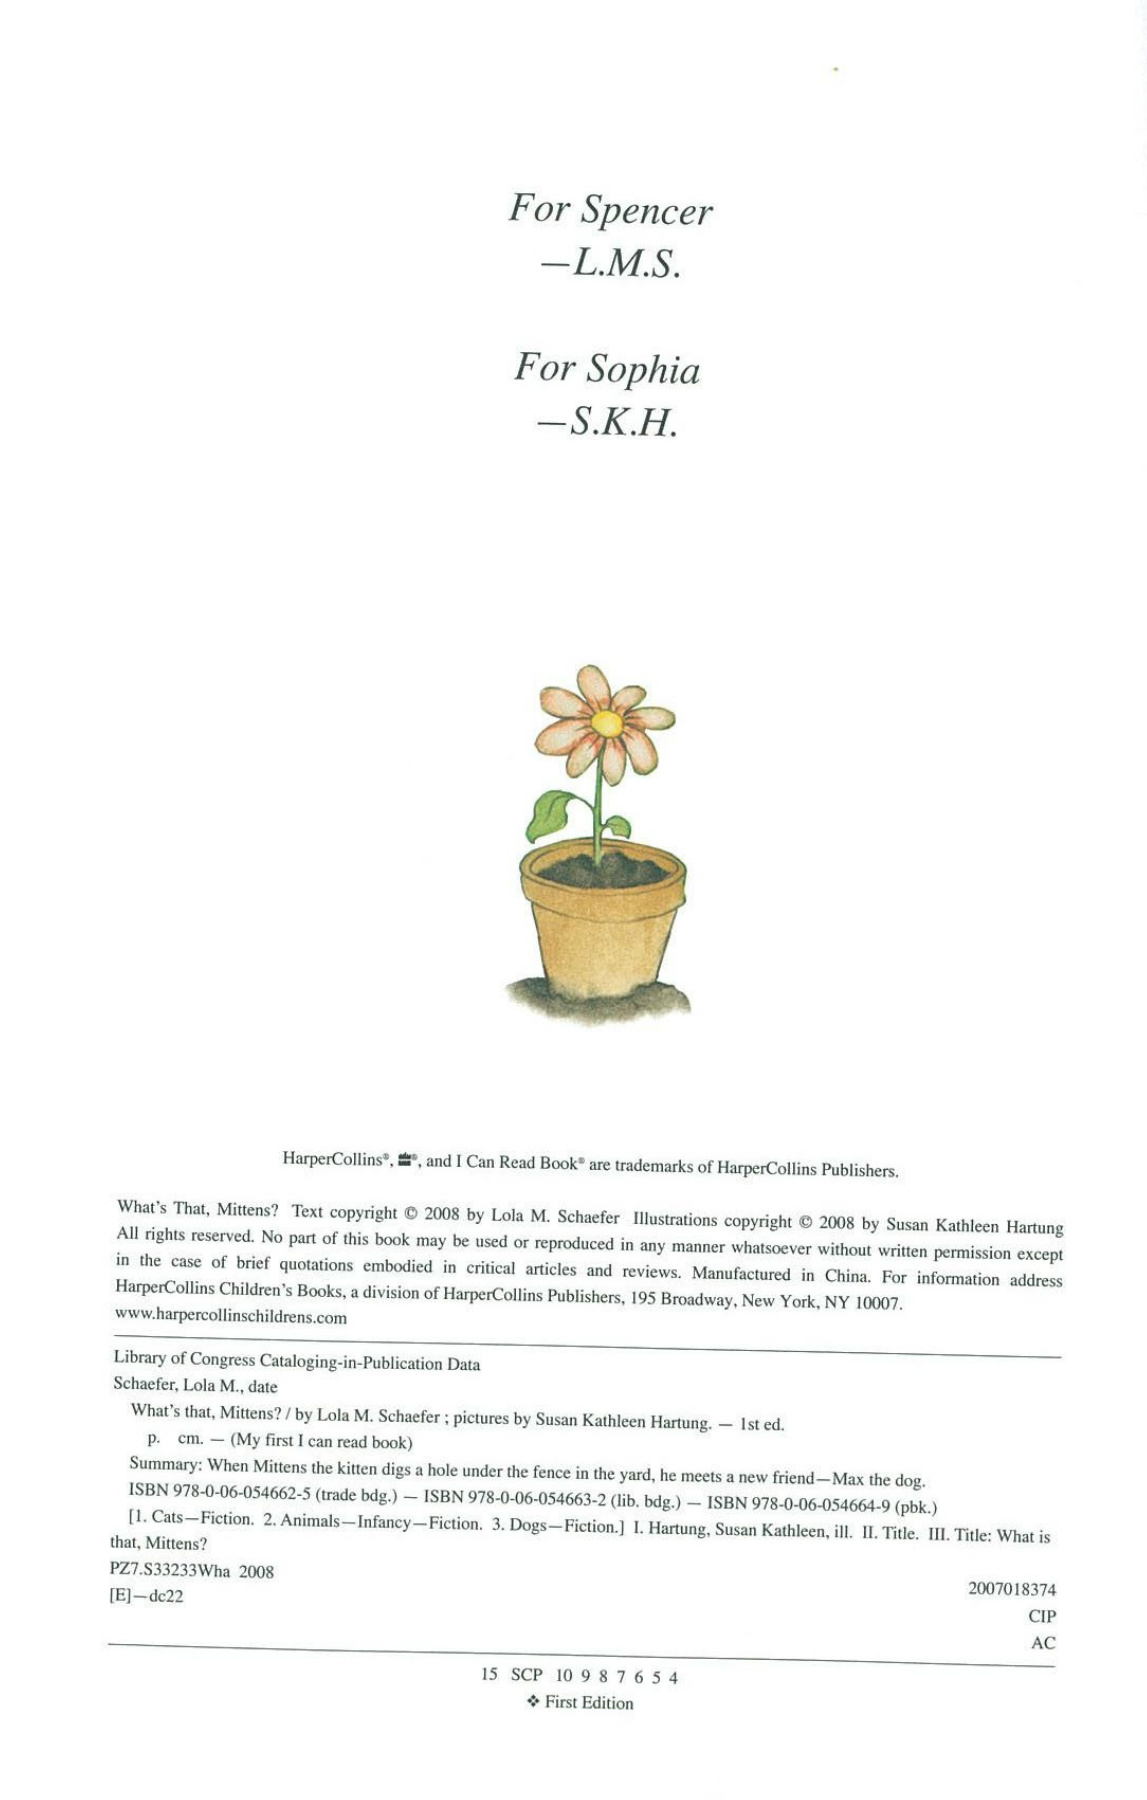 For Spencer
—L.M.S.
For Sophia
—S.K.H.
HarperCollins®, ®, and I Can Read Book® are trademarks of HarperCollins Publishers.
What's That, Mittens? Text copyright © 2008 by Lola M. Schaefer Illustrations copyright © 2008 by Susan Kathleen Hartung
All rights reserved. No part of this book may be used or reproduced in any manner whatsoever without written permission except
in the case of brief quotations embodied in critical articles and reviews. Manufactured in China. For information address
HarperCollins Children's Books, a division of HarperCollins Publishers, 195 Broadway, New York, NY 10007.
www.harpercollinschildrens.com
Library of Congress Cataloging-in-Publication Data
Schaefer, Lola M., date
What's that, Mittens? / by Lola M. Schaefer ; pictures by Susan Kathleen Hartung. — 1st ed.
p. cm. — (My first I can read book)
Summary: When Mittens the kitten digs a hole under the fence in the yard, he meets a new friend—Max the dog.
ISBN 978-0-06-054662-5 (trade bdg.) — ISBN 978-0-06-054663-2 (lib. bdg.) — ISBN 978-0-06-054664-9 (pbk.)
[1. Cats—Fiction. 2. Animals—Infancy—Fiction. 3. Dogs—Fiction.] I. Hartung, Susan Kathleen, ill. II. Title. III. Title: What is
that, Mittens?
PZ7.S33233Wha 2008
2007018374
[E]—dc22
CIP
AC
15 SCP 10 9 8 7 6 5 4
❖ First Edition